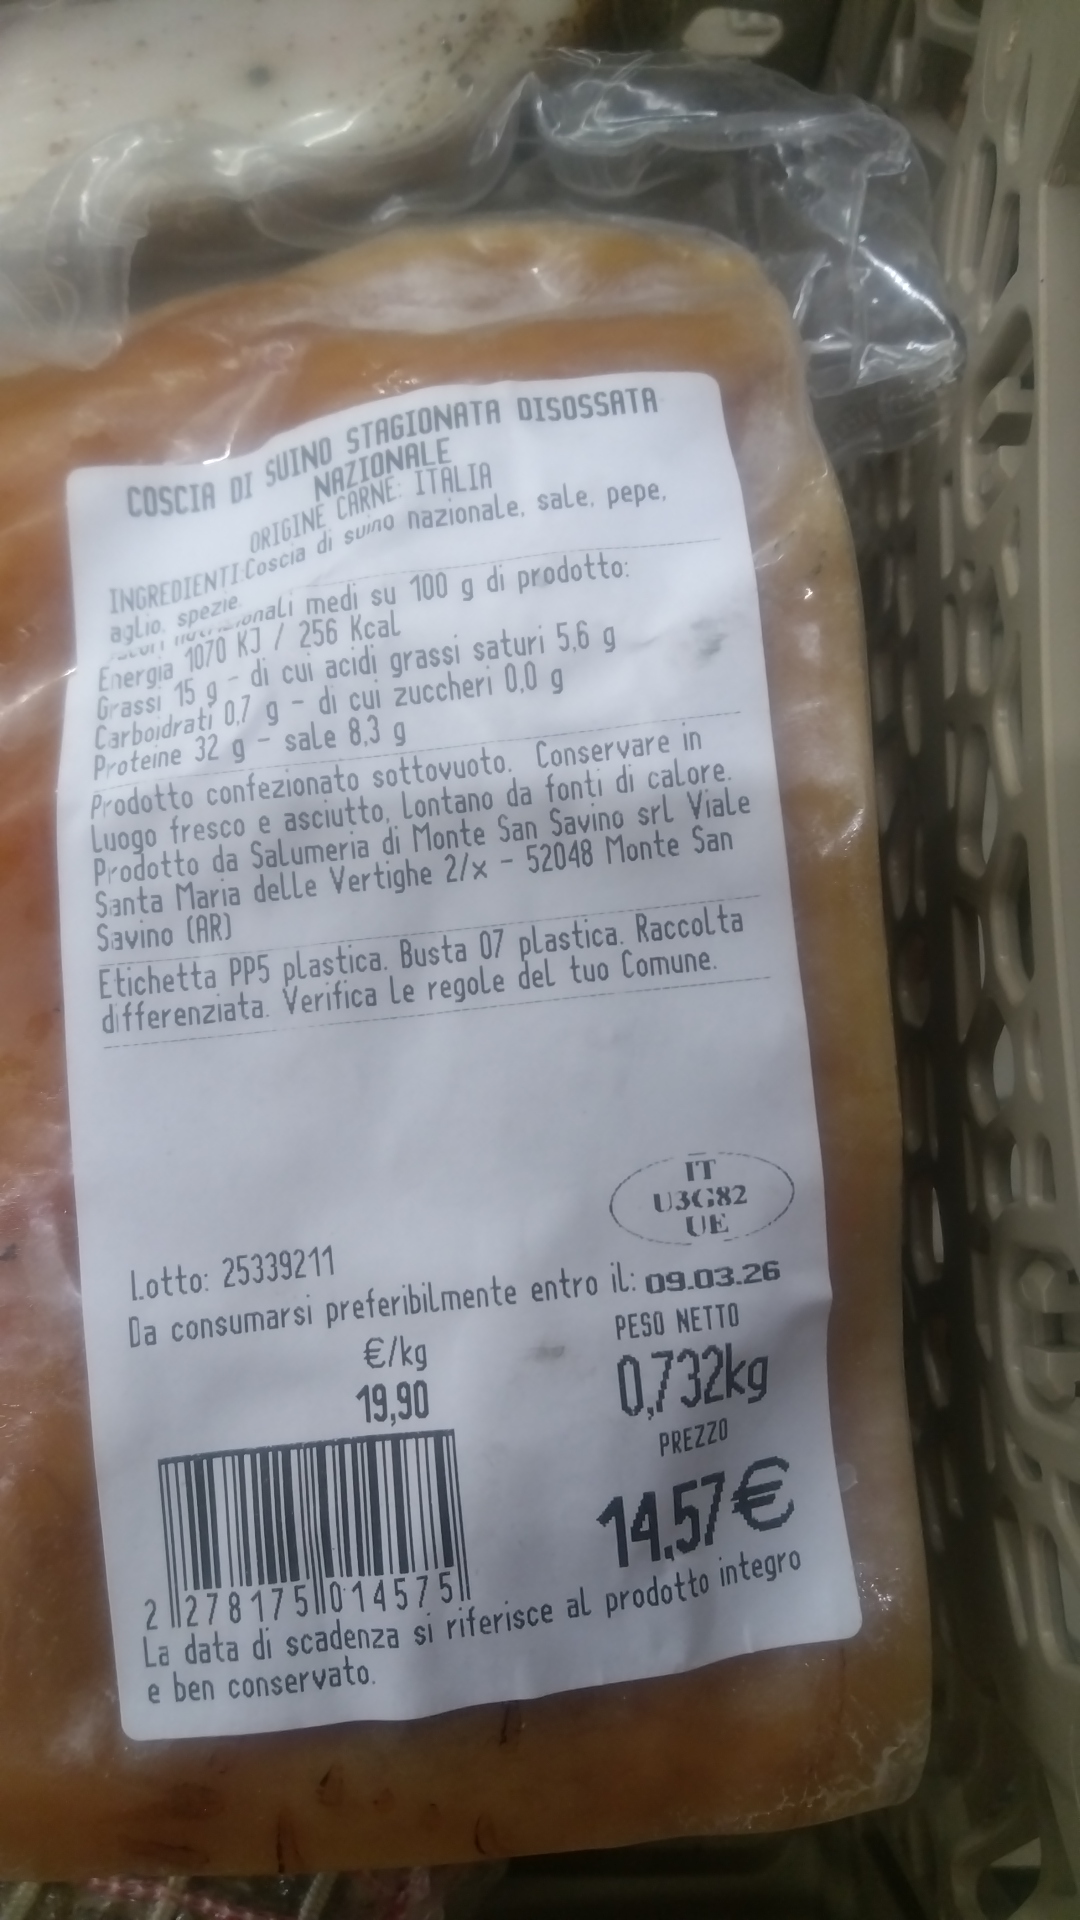 COSCIA DI SUINO STAGIONATA DISOSSATA
NAZIONALE
ORIGINE CARNE: ITALIA
INGREDIENTI:Coscia di suino nazionale, sale, pepe,
aglio, spezie.
medi su 100 g di prodotto:
Energia 1070 KJ / 256 Kcal
Grassi 15 g - di cui acidi grassi saturi 5,6 g
Carboidrati 0,7 g - di cui zuccheri 0,0 g
Proteine 32 g - sale 8,3 g
Prodotto confezionato sottovuoto. Conservare in
luogo fresco e asciutto, lontano da fonti di calore.
Prodotto da Salumeria di Monte San Savino srl Viale
Santa Maria delle Vertighe 2/x - 52048 Monte San
Savino (AR)
Etichetta PP5 plastica. Busta 07 plastica. Raccolta
differenziata. Verifica le regole del tuo Comune.
IT
U3G82
UE
Lotto: 25339211
Da consumarsi preferibilmente entro il: 09.03.26
€/kg
19,90
PESO NETTO
0,732kg
PREZZO
14,57€
2 278175 014575
La data di scadenza si riferisce al prodotto integro
e ben conservato.